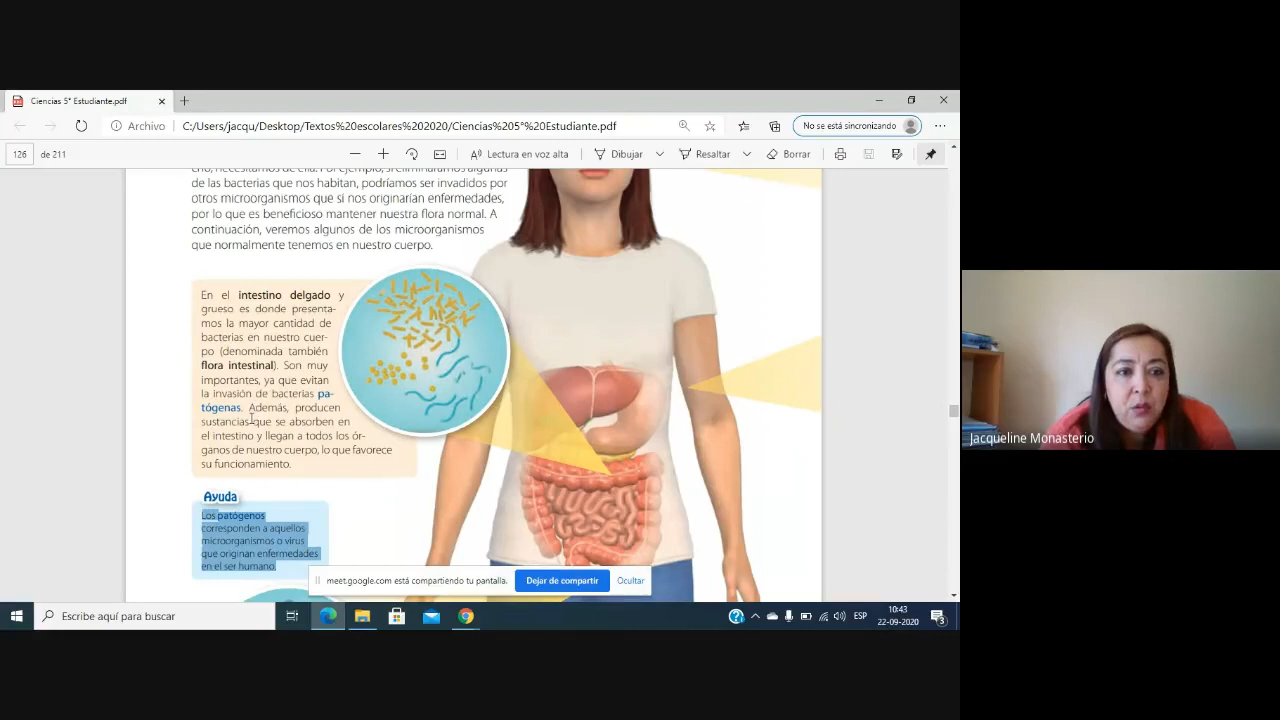 Ciencias 5° Estudiante.pdf
Archivo
C:/Users/jacqu/Desktop/Textos%20escolares%202020/Ciencias%205°%20Estudiante.pdf
No se está sincronizando
126 de 211
Lectura en voz alta
Dibujar
Resaltar
Borrar
de las bacterias que nos habitan, podríamos ser invadidos por
otros microorganismos que sí nos originarían enfermedades,
por lo que es beneficioso mantener nuestra flora normal. A
continuación, veremos algunos de los microorganismos
que normalmente tenemos en nuestro cuerpo.
En el intestino delgado y
grueso es donde presenta-
mos la mayor cantidad de
bacterias en nuestro cuer-
po (denominada también
flora intestinal). Son muy
importantes, ya que evitan
la invasión de bacterias pa-
tógenas. Además, producen
sustancias que se absorben en
el intestino y llegan a todos los ór-
ganos de nuestro cuerpo, lo que favorece
su funcionamiento.
Ayuda
Los patógenos
corresponden a aquellos
microorganismos o virus
que originan enfermedades
en el ser humano.
meet.google.com está compartiendo tu pantalla.
Dejar de compartir
Ocultar
Escribe aquí para buscar
ESP
10:43
22-09-2020
3
Jacqueline Monasterio